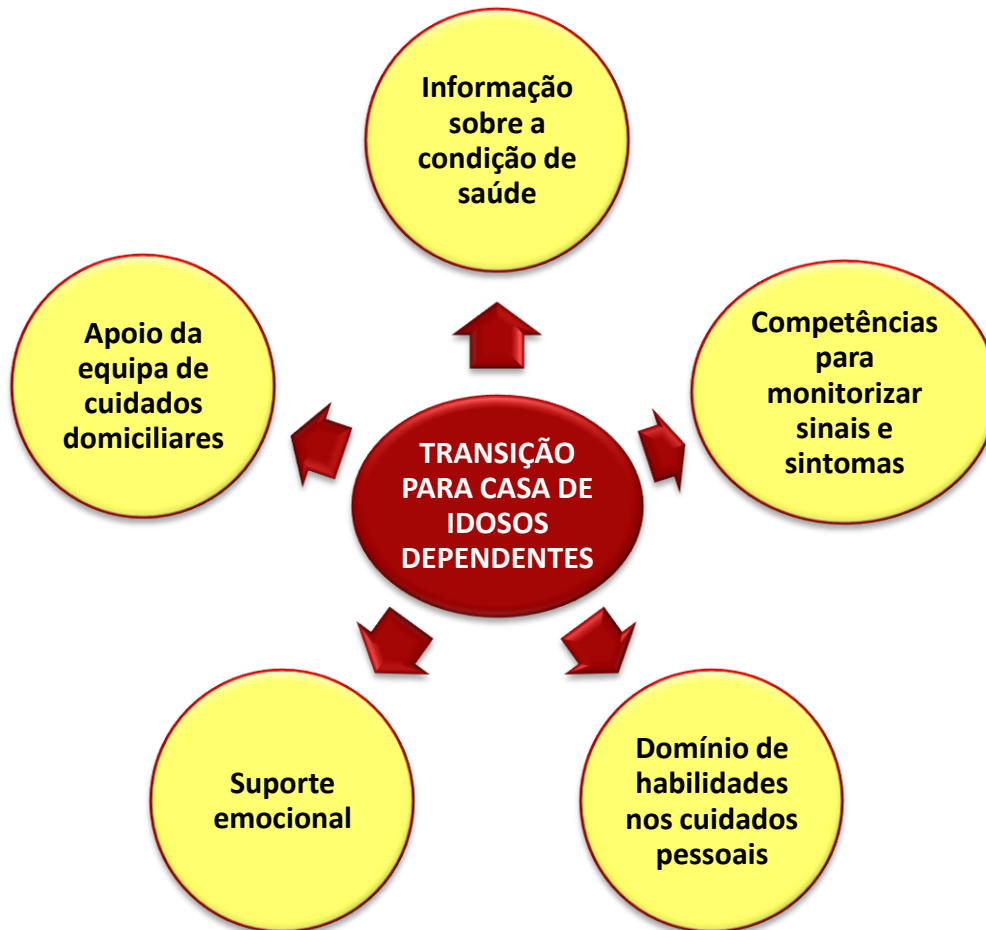 Informação
sobre a
condição de
saúde
Apoio da
equipa de
cuidados
domiciliares
Competências
para
monitorizar
sinais e
sintomas
TRANSIÇÃO
PARA CASA DE
IDOSOS
DEPENDENTES
Suporte
emocional
Domínio de
habilidades
nos cuidados
pessoais